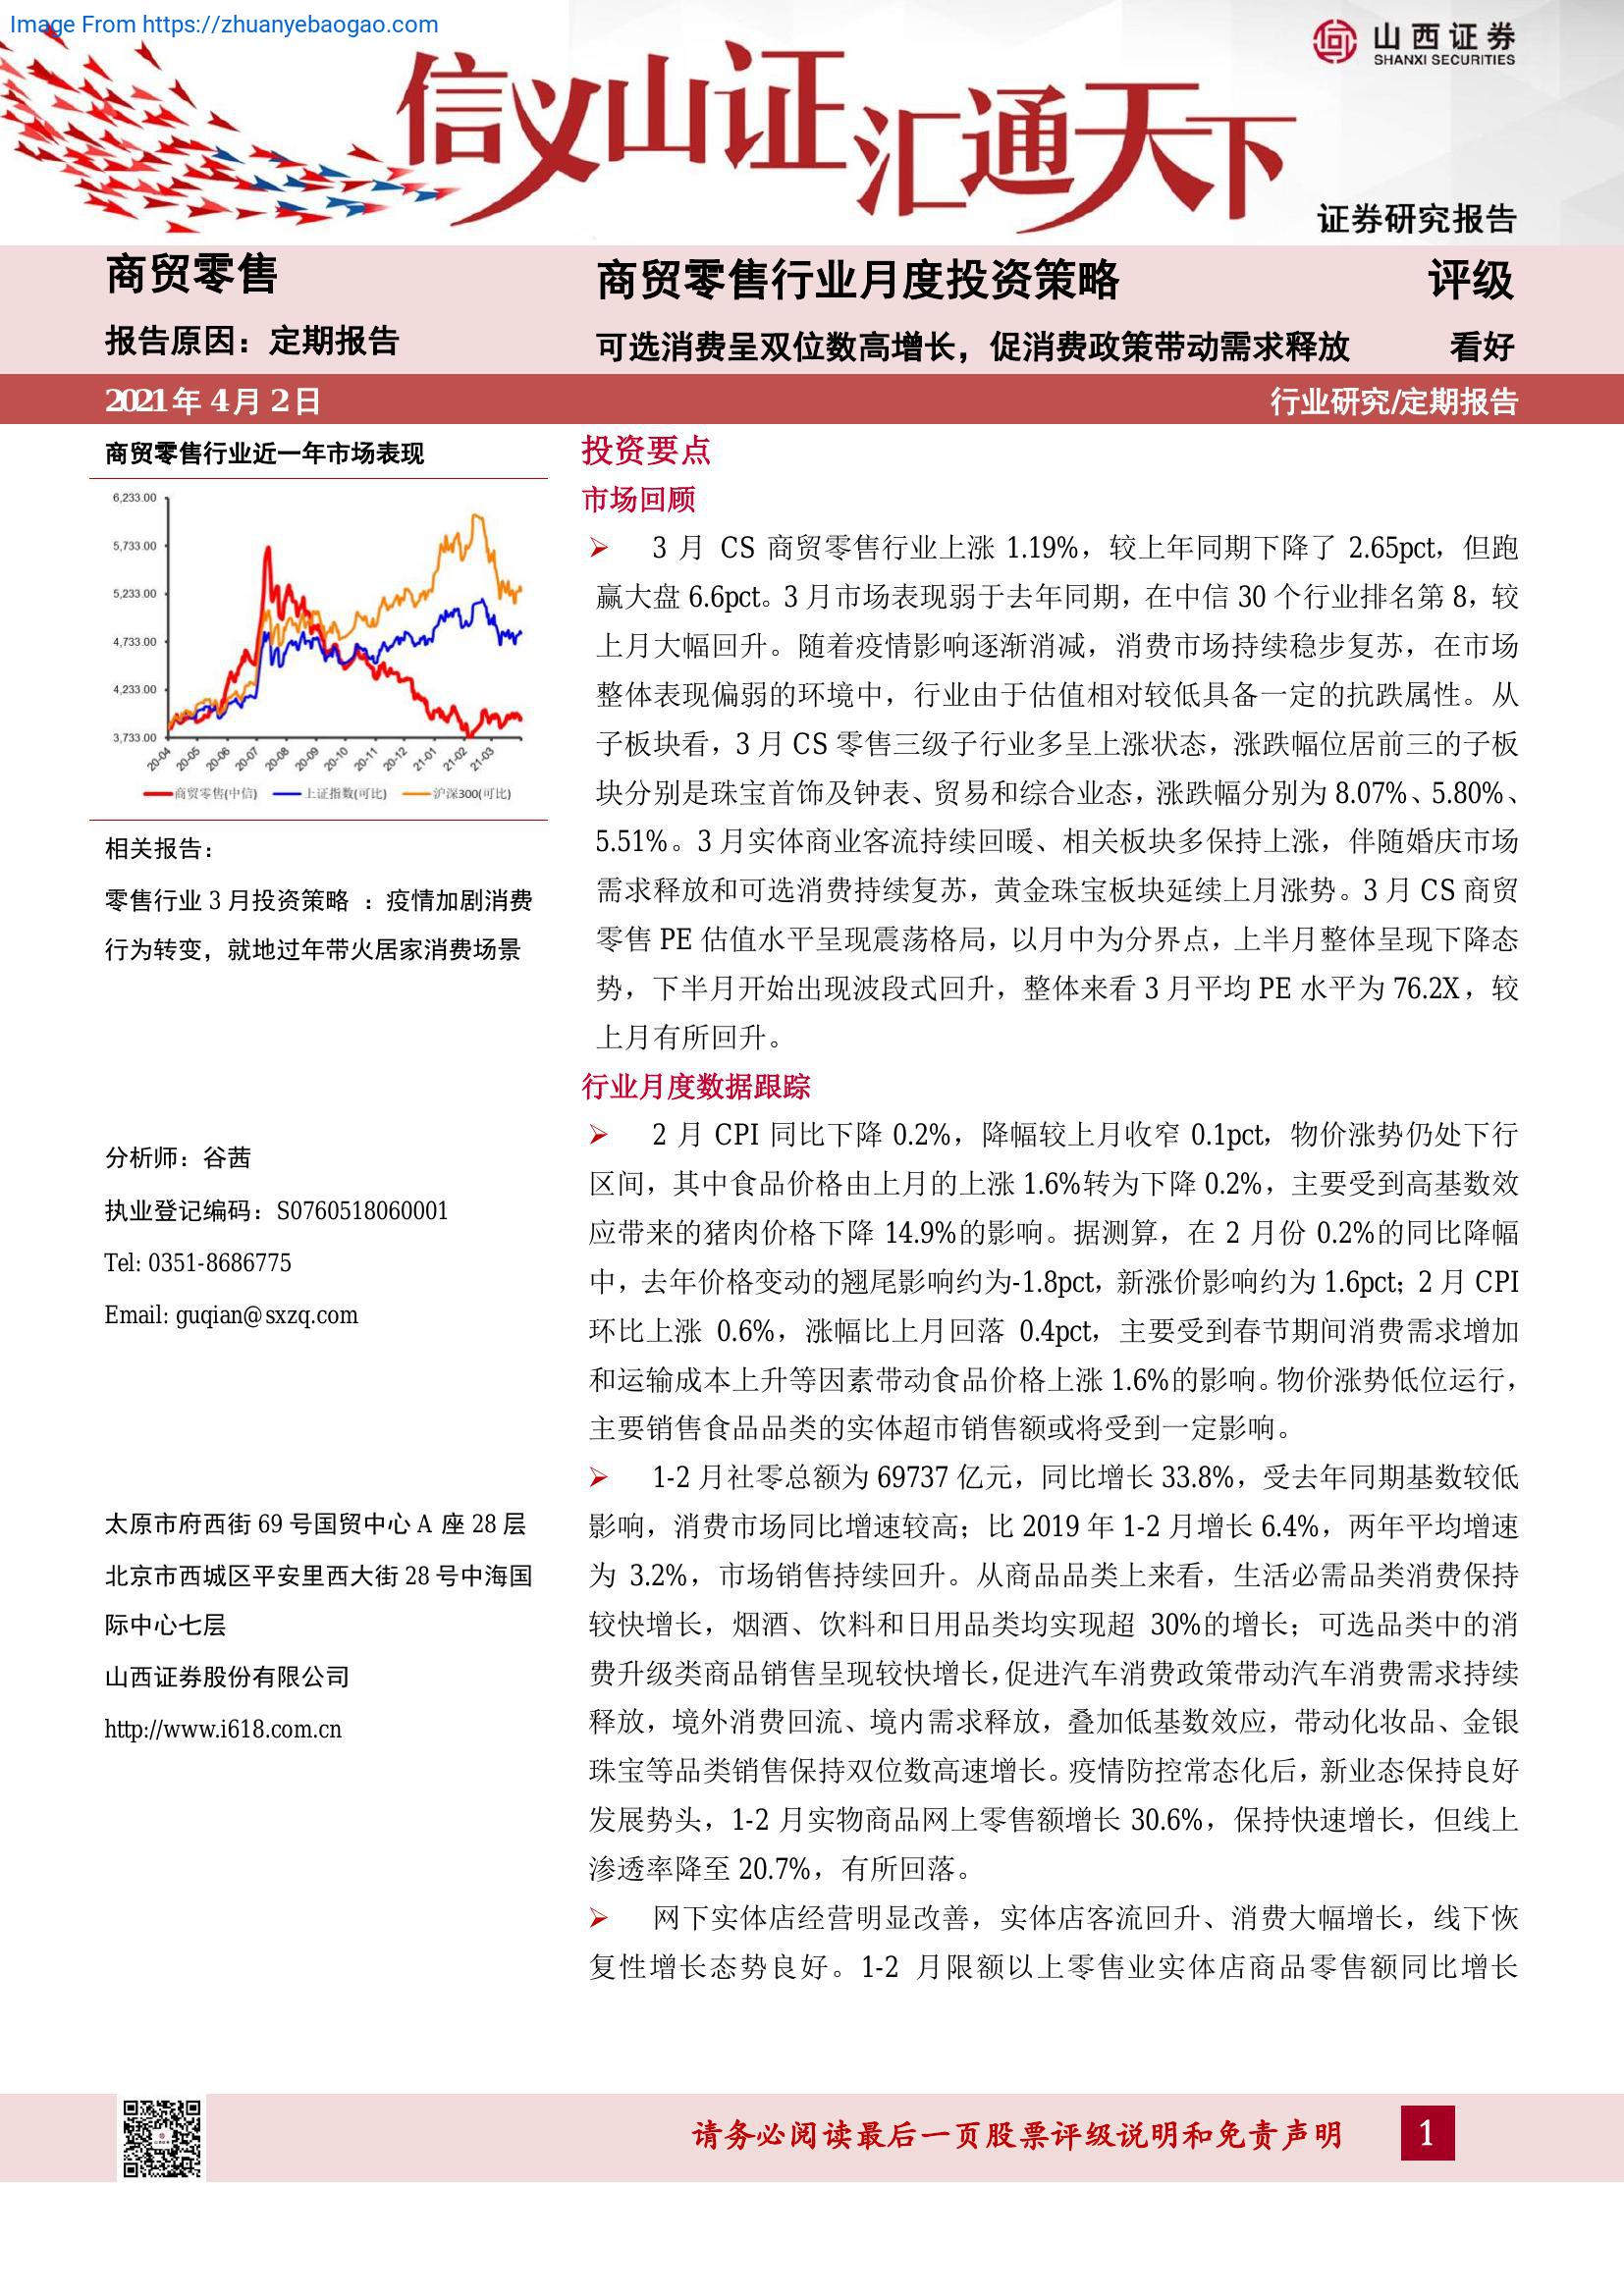 Image From https://zhuanyebaogao.com
山西证券
SHANXI SECURITIES
信义山证汇通天下
证券研究报告
商贸零售
报告原因：定期报告
商贸零售行业月度投资策略
评级
可选消费呈双位数高增长，促消费政策带动需求释放
看好
2021年4月2日
行业研究/定期报告
商贸零售行业近一年市场表现
6,233.00
5,733.00
5,233.00
4,733.00
4,233.00
3,733.00
20-04 20-05 20-06 20-07 20-08 20-09 20-10 20-11 20-12 21-01 21-02 21-03
商贸零售(中信) 上证指数(可比) 沪深300(可比)
相关报告：
零售行业 3 月投资策略 ：疫情加剧消费
行为转变，就地过年带火居家消费场景
分析师：谷茜
执业登记编码：S0760518060001
Tel: 0351-8686775
Email: guqian@sxzq.com
太原市府西街 69 号国贸中心 A 座 28 层
北京市西城区平安里西大街 28 号中海国
际中心七层
山西证券股份有限公司
http://www.i618.com.cn
投资要点
市场回顾
3 月 CS 商贸零售行业上涨 1.19%，较上年同期下降了 2.65pct，但跑
赢大盘 6.6pct。3 月市场表现弱于去年同期，在中信 30 个行业排名第 8，较
上月大幅回升。随着疫情影响逐渐消减，消费市场持续稳步复苏，在市场
整体表现偏弱的环境中，行业由于估值相对较低具备一定的抗跌属性。从
子板块看，3 月 CS 零售三级子行业多呈上涨状态，涨跌幅位居前三的子板
块分别是珠宝首饰及钟表、贸易和综合业态，涨跌幅分别为 8.07%、5.80%、
5.51%。3 月实体商业客流持续回暖、相关板块多保持上涨，伴随婚庆市场
需求释放和可选消费持续复苏，黄金珠宝板块延续上月涨势。3 月 CS 商贸
零售 PE 估值水平呈现震荡格局，以月中为分界点，上半月整体呈现下降态
势，下半月开始出现波段式回升，整体来看 3 月平均 PE 水平为 76.2X，较
上月有所回升。
行业月度数据跟踪
2 月 CPI 同比下降 0.2%，降幅较上月收窄 0.1pct，物价涨势仍处下行
区间，其中食品价格由上月的上涨 1.6%转为下降 0.2%，主要受到高基数效
应带来的猪肉价格下降 14.9%的影响。据测算，在 2 月份 0.2%的同比降幅
中，去年价格变动的翘尾影响约为-1.8pct，新涨价影响约为 1.6pct；2 月 CPI
环比上涨 0.6%，涨幅比上月回落 0.4pct，主要受到春节期间消费需求增加
和运输成本上升等因素带动食品价格上涨 1.6%的影响。物价涨势低位运行，
主要销售食品品类的实体超市销售额或将受到一定影响。
1-2 月社零总额为 69737 亿元，同比增长 33.8%，受去年同期基数较低
影响，消费市场同比增速较高；比 2019 年 1-2 月增长 6.4%，两年平均增速
为 3.2%，市场销售持续回升。从商品品类上来看，生活必需品类消费保持
较快增长，烟酒、饮料和日用品类均实现超 30%的增长；可选品类中的消
费升级类商品销售呈现较快增长，促进汽车消费政策带动汽车消费需求持续
释放，境外消费回流、境内需求释放，叠加低基数效应，带动化妆品、金银
珠宝等品类销售保持双位数高速增长。疫情防控常态化后，新业态保持良好
发展势头，1-2 月实物商品网上零售额增长 30.6%，保持快速增长，但线上
渗透率降至 20.7%，有所回落。
网下实体店经营明显改善，实体店客流回升、消费大幅增长，线下恢
复性增长态势良好。1-2 月限额以上零售业实体店商品零售额同比增长
请务必阅读最后一页股票评级说明和免责声明
1